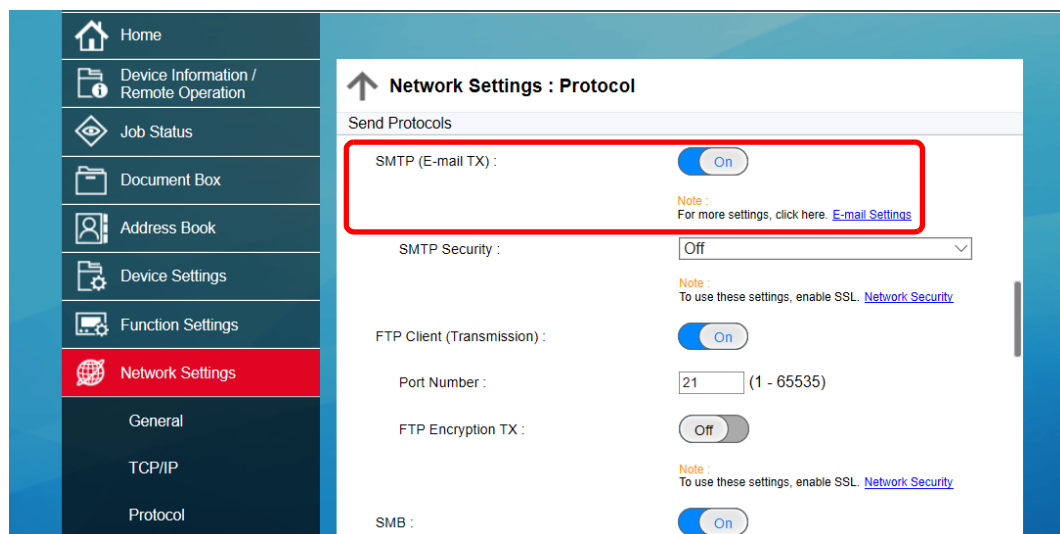 Home
Device Information /
Remote Operation
Job Status
Document Box
Address Book
Device Settings
Function Settings
Network Settings
General
TCP/IP
Protocol
Network Settings : Protocol
Send Protocols
SMTP (E-mail TX) :
On
Note :
For more settings, click here. E-mail Settings
SMTP Security :
Off
Note :
To use these settings, enable SSL. Network Security
FTP Client (Transmission) :
On
Port Number :
21 (1 - 65535)
FTP Encryption TX :
Off
Note :
To use these settings, enable SSL. Network Security
SMB :
On